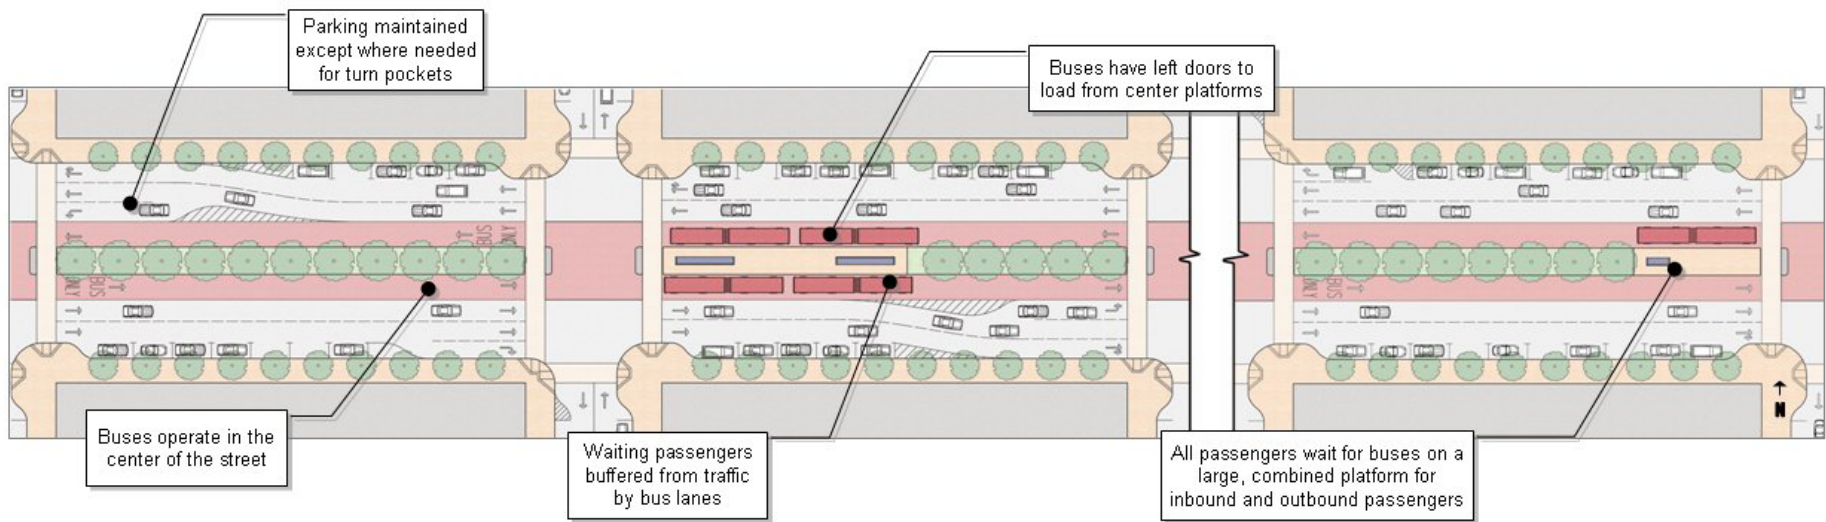 Parking maintained
except where needed
for turn pockets
Buses have left doors to
load from center platforms
BUS
ONLY
ONLY
BUS
ONLY
BUS
N
Buses operate in the
center of the street
Waiting passengers
buffered from traffic
by bus lanes
All passengers wait for buses on a
large, combined platform for
inbound and outbound passengers